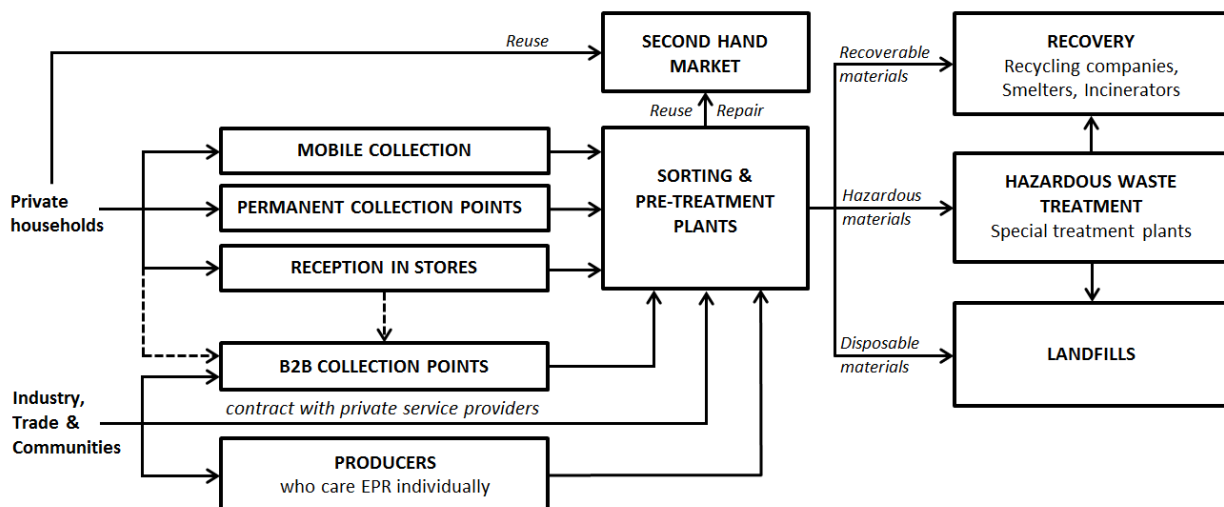 Reuse
SECOND HAND
MARKET
Reuse
Repair
Recoverable
materials
RECOVERY
Recycling companies,
Smelters, Incinerators
MOBILE COLLECTION
Private
households
PERMANENT COLLECTION POINTS
RECEPTION IN STORES
SORTING &
PRE-TREATMENT
PLANTS
Hazardous
materials
HAZARDOUS WASTE
TREATMENT
Special treatment plants
B2B COLLECTION POINTS
Disposable
materials
LANDFILLS
Industry,
Trade &
Communities
contract with private service providers
PRODUCERS
who care EPR individually